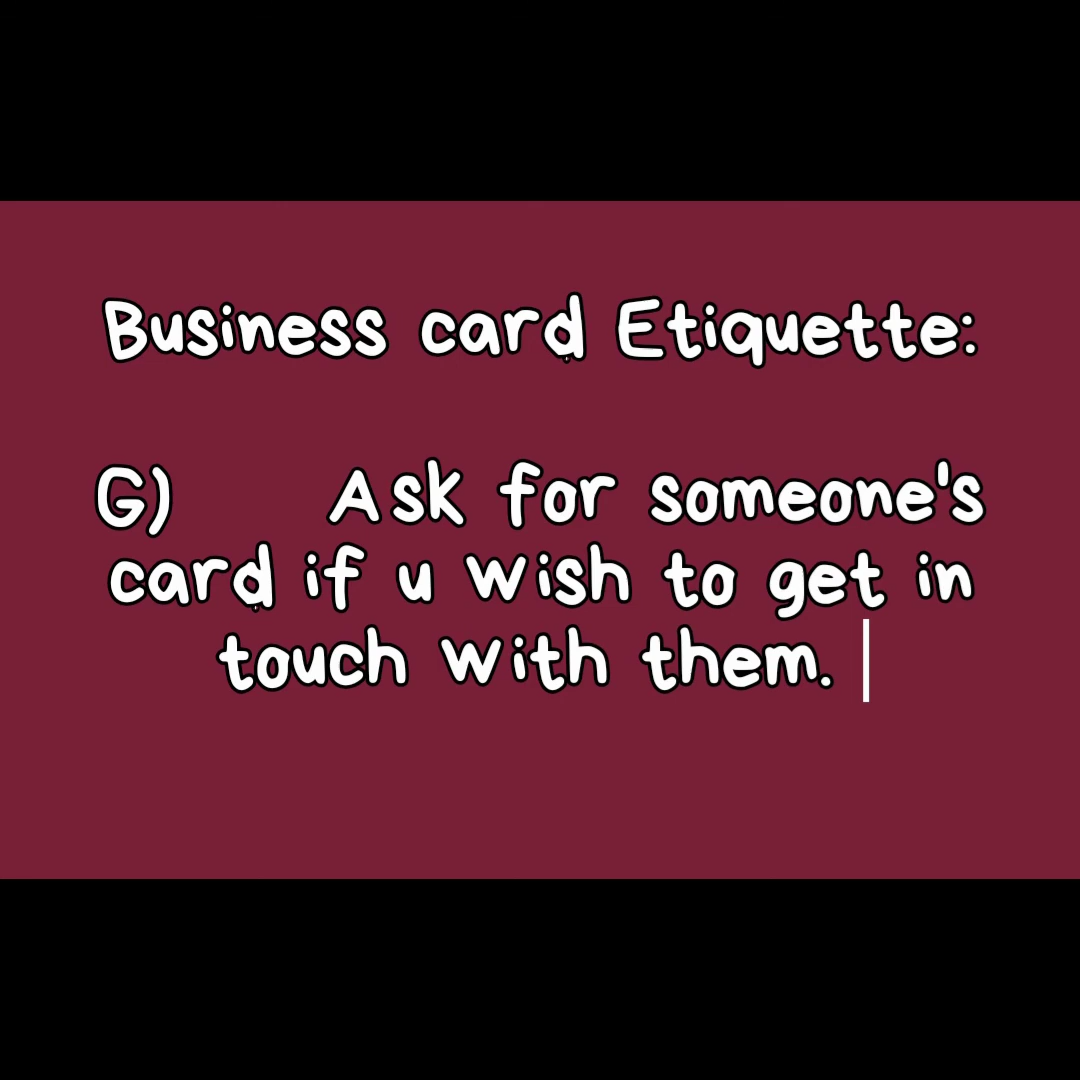 Business card Etiquette:
G) Ask for someone's
card if u wish to get in
touch with them.